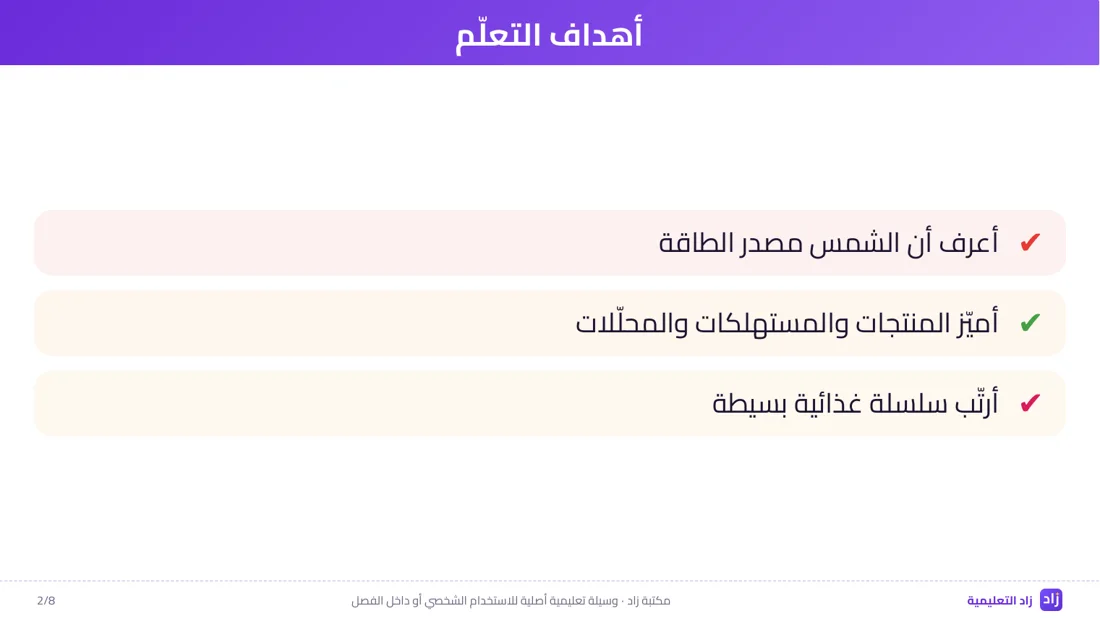 أهداف التعلّم
✔ أعرف أن الشمس مصدر الطاقة
✔ أميّز المنتجات والمستهلكات والمحلّلات
✔ أرتّب سلسلة غذائية بسيطة
زاد زاد التعليمية
مكتبة زاد · وسيلة تعليمية أصلية للاستخدام الشخصي أو داخل الفصل
2/8